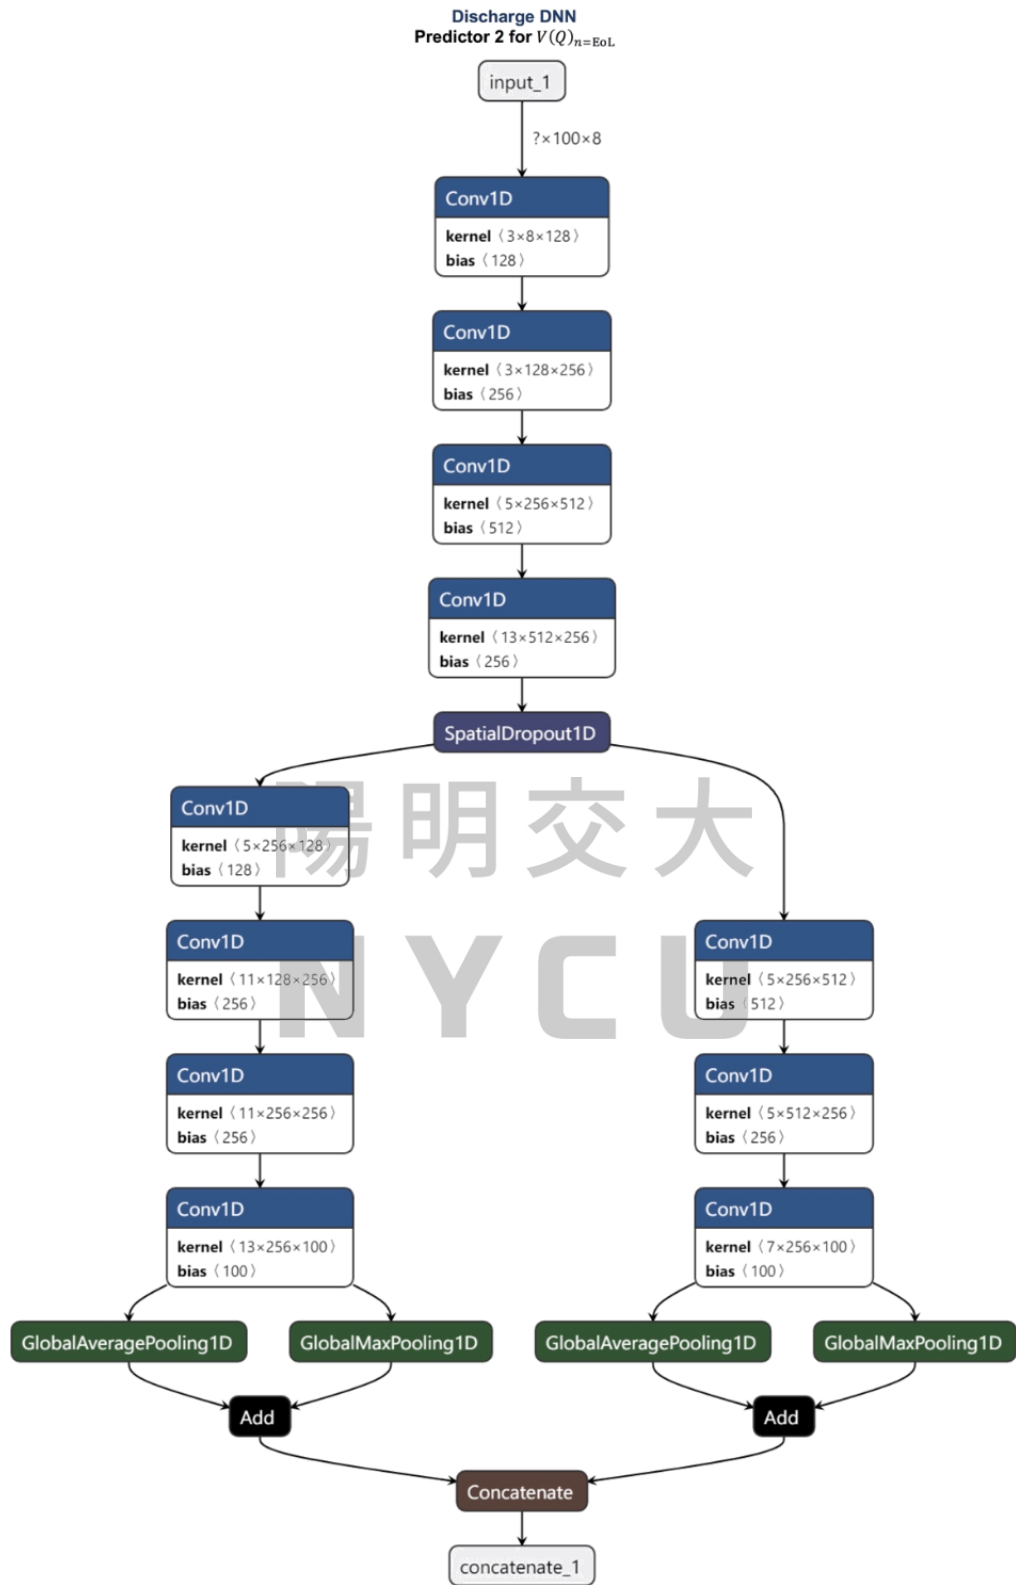 Discharge DNN
Predictor 2 for V(Q)ₙ₌EoL
input_1
?×100×8
Conv1D
kernel ⟨3×8×128⟩
bias ⟨128⟩
Conv1D
kernel ⟨3×128×256⟩
bias ⟨256⟩
Conv1D
kernel ⟨5×256×512⟩
bias ⟨512⟩
Conv1D
kernel ⟨13×512×256⟩
bias ⟨256⟩
SpatialDropout1D
Conv1D
kernel ⟨5×256×128⟩
bias ⟨128⟩
陽明交大
NYCU
Conv1D
kernel ⟨11×128×256⟩
bias ⟨256⟩
Conv1D
kernel ⟨11×256×256⟩
bias ⟨256⟩
Conv1D
kernel ⟨13×256×100⟩
bias ⟨100⟩
GlobalAveragePooling1D
GlobalMaxPooling1D
Add
Conv1D
kernel ⟨5×256×512⟩
bias ⟨512⟩
Conv1D
kernel ⟨5×512×256⟩
bias ⟨256⟩
Conv1D
kernel ⟨7×256×100⟩
bias ⟨100⟩
GlobalAveragePooling1D
GlobalMaxPooling1D
Add
Concatenate
concatenate_1